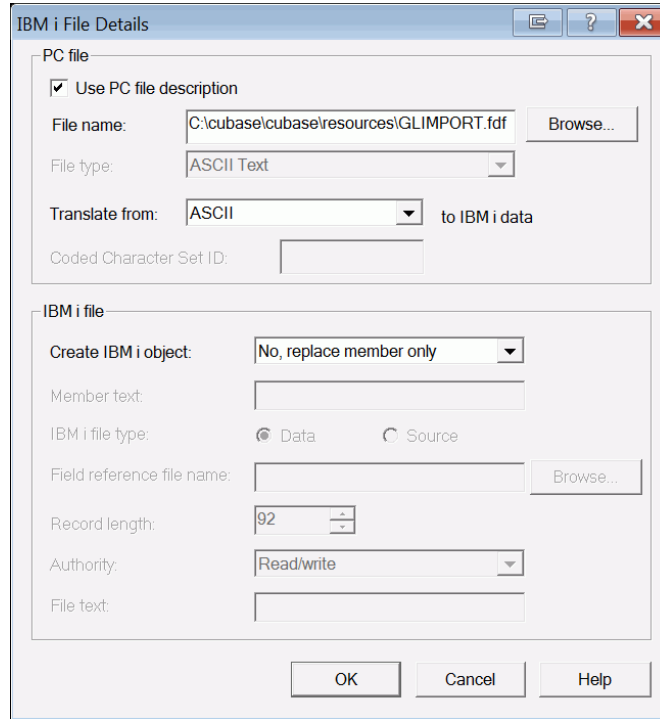 IBM i File Details
PC file
Use PC file description
File name: C:\cubase\cubase\resources\GLIMPORT.fdf Browse...
File type: ASCII Text
Translate from: ASCII to IBM i data
Coded Character Set ID:
IBM i file
Create IBM i object: No, replace member only
Member text:
IBM i file type: Data Source
Field reference file name: Browse...
Record length: 92
Authority: Read/write
File text:
OK Cancel Help